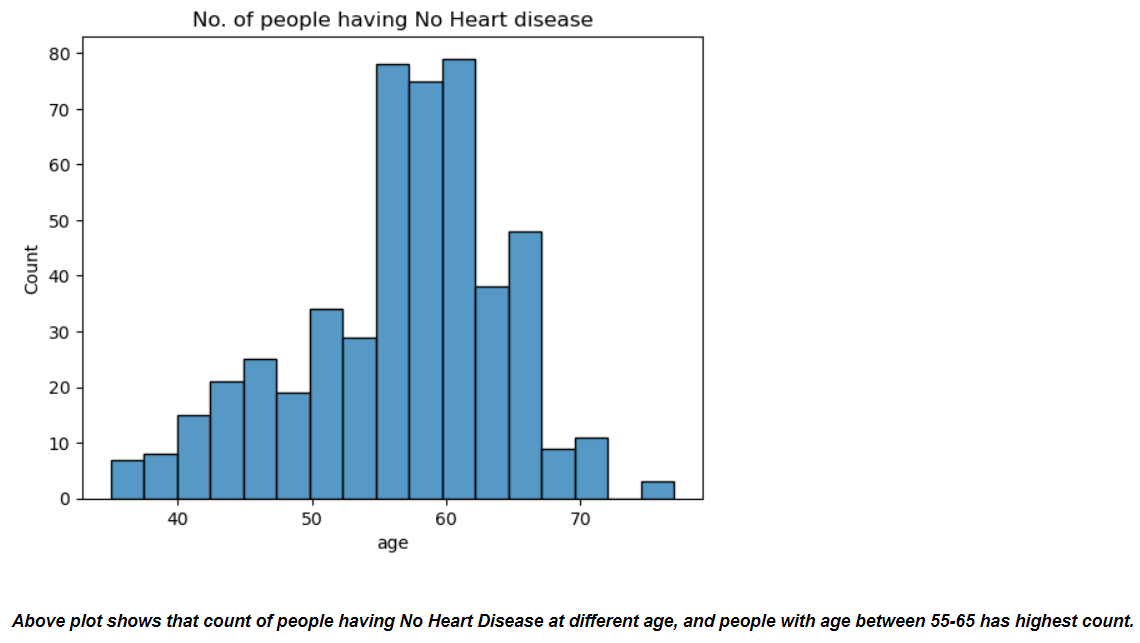 No. of people having No Heart disease
80
70
60
50
40
30
20
10
0
Count
40 50 60 70
age
Above plot shows that count of people having No Heart Disease at different age, and people with age between 55-65 has highest count.